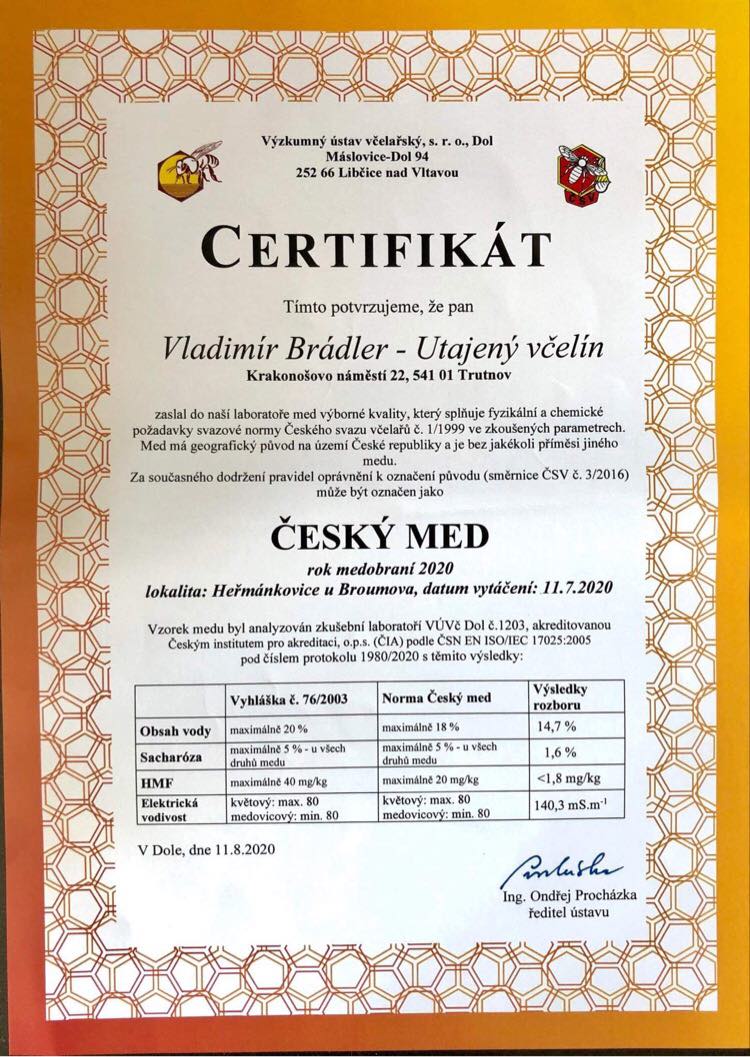 Výzkumný ústav včelařský, s. r. o., Dol
Máslovice-Dol 94
252 66 Libčice nad Vltavou
ČSV
CERTIFIKÁT
Tímto potvrzujeme, že pan
Vladimír Brádler - Utajený včelín
Krakonošovo náměstí 22, 541 01 Trutnov
zaslal do naší laboratoře med výborné kvality, který splňuje fyzikální a chemické
požadavky svazové normy Českého svazu včelařů č. 1/1999 ve zkoušených parametrech.
Med má geografický původ na území České republiky a je bez jakékoli příměsi jiného
medu.
Za současného dodržení pravidel oprávnění k označení původu (směrnice ČSV č. 3/2016)
může být označen jako
ČESKÝ MED
rok medobraní 2020
lokalita: Heřmánkovice u Broumova, datum vytáčení: 11.7.2020
Vzorek medu byl analyzován zkušební laboratoří VÚVč Dol č.1203, akreditovanou
Českým institutem pro akreditaci, o.p.s. (ČIA) podle ČSN EN ISO/IEC 17025:2005
pod číslem protokolu 1980/2020 s těmito výsledky:
Vyhláška č. 76/2003 Norma Český med Výsledky
rozboru
Obsah vody maximálně 20 % maximálně 18 % 14,7 %
Sacharóza maximálně 5 % - u všech maximálně 5 % - u všech 1,6 %
druhů medu druhů medu
HMF maximálně 40 mg/kg maximálně 20 mg/kg <1,8 mg/kg
Elektrická květový: max. 80 květový: max. 80 140,3 mS.m⁻¹
vodivost medovicový: min. 80 medovicový: min. 80
V Dole, dne 11.8.2020
Ing. Ondřej Procházka
ředitel ústavu